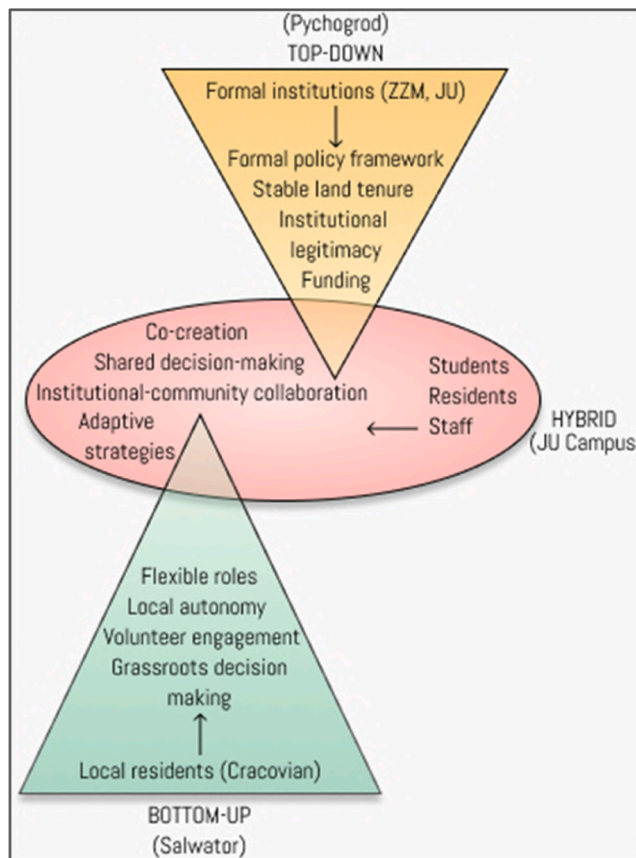 (Pychogrod)
TOP-DOWN
Formal institutions (ZZM, JU)
Formal policy framework
Stable land tenure
Institutional
legitimacy
Funding
Co-creation
Shared decision-making
Institutional-community collaboration
Adaptive
strategies
Students
Residents
Staff
HYBRID
(JU Campus
Flexible roles
Local autonomy
Volunteer engagement
Grassroots decision
making
Local residents (Cracovian)
BOTTOM-UP
(Salwator)